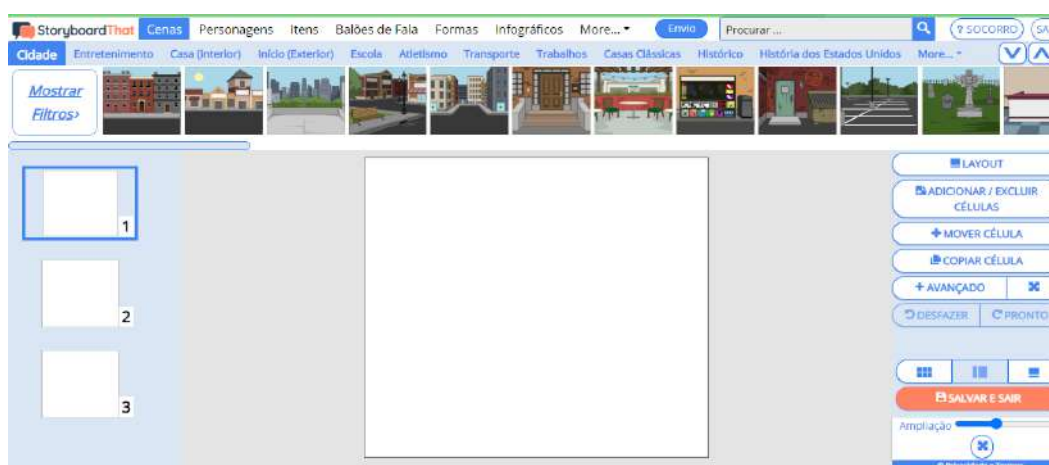 StoryboardThat Cenas Personagens Itens Balões de Fala Formas Infográficos More... Envio Procurar ... ? SOCORRO SA
Cidade Entretenimento Casa (Interior) Início (Exterior) Escola Atletismo Transporte Trabalhos Casas Clássicas Histórico História dos Estados Unidos More...
Mostrar
Filtros›
LAYOUT
ADICIONAR / EXCLUIR
CÉLULAS
MOVER CÉLULA
COPIAR CÉLULA
+ AVANÇADO
DESFAZER PRONTO
SALVAR E SAIR
Ampliação
1
2
3